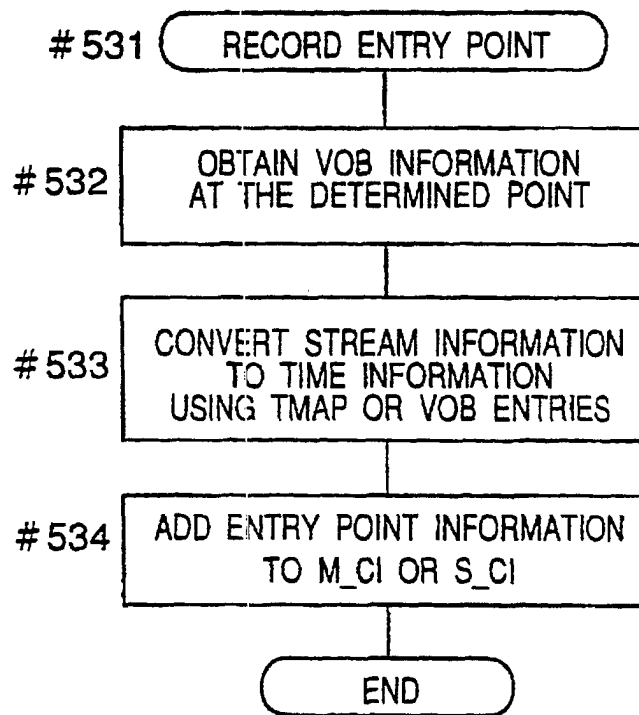 #531 RECORD ENTRY POINT
#532 OBTAIN VOB INFORMATION
AT THE DETERMINED POINT
#533 CONVERT STREAM INFORMATION
TO TIME INFORMATION
USING TMAP OR VOB ENTRIES
#534 ADD ENTRY POINT INFORMATION
TO M_CI OR S_CI
END